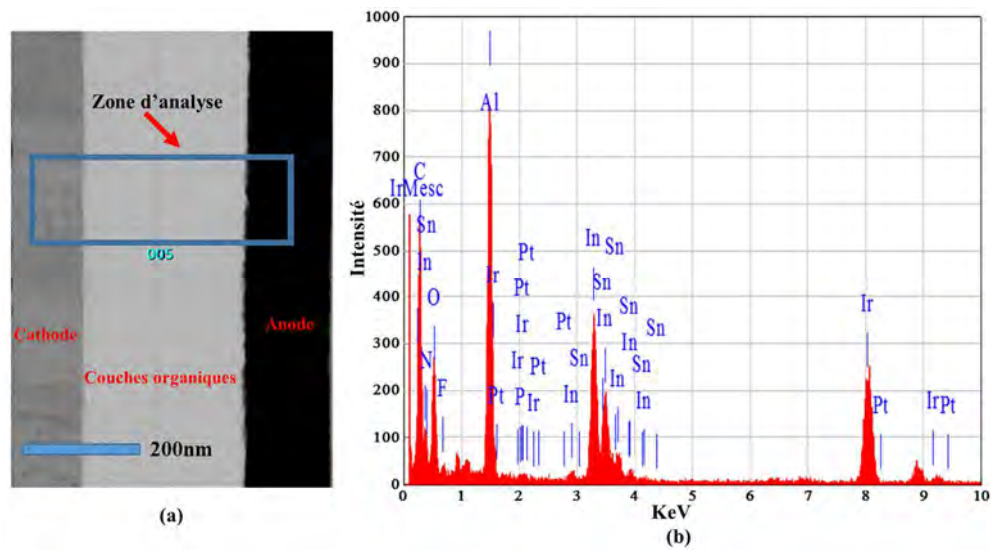 Zone d'analyse
005
Cathode
Anode
Couches organiques
200nm
(a)
Intensité
1000
900
800
700
600
500
400
300
200
100
0
Al
C
IrMesc
Sn
In
O
N
F
Ir
Pt
Pt
Pt
Ir
Ir
P
Pt
Ir
Pt
Sn
In
In
Sn
Sn
In
In
Sn
In
Sn
In
Sn
Ir
Pt
Ir
Pt
0 1 2 3 4 5 6 7 8 9 10
KeV
(b)